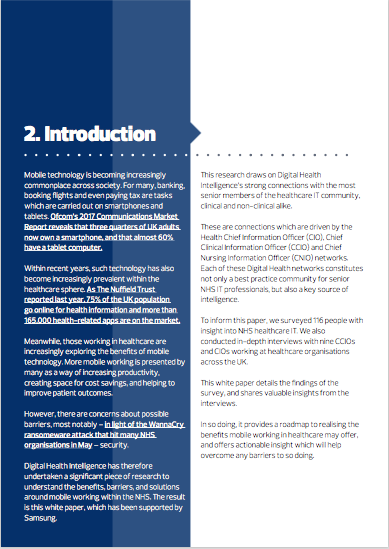 2. Introduction
Mobile technology is becoming increasingly
commonplace across society. For many, banking,
booking flights and even paying tax are tasks
which are carried out on smartphones and
tablets. Ofcom's 2017 Communications Market
Report reveals that three quarters of UK adults
now own a smartphone, and that almost 60%
have a tablet computer.
Within recent years, such technology has also
become increasingly prevalent within the
healthcare sphere. As The Nuffield Trust
reported last year, 75% of the UK population
go online for health information and more than
165,000 health-related apps are on the market.
Meanwhile, those working in healthcare are
increasingly exploring the benefits of mobile
technology. More mobile working is presented by
many as a way of increasing productivity,
creating space for cost savings, and helping to
improve patient outcomes.
However, there are concerns about possible
barriers, most notably – in light of the WannaCry
ransomeware attack that hit many NHS
organisations in May – security.
Digital Health Intelligence has therefore
undertaken a significant piece of research to
understand the benefits, barriers, and solutions
around mobile working within the NHS. The result
is this white paper, which has been supported by
Samsung.
This research draws on Digital Health
Intelligence's strong connections with the most
senior members of the healthcare IT community,
clinical and non-clinical alike.
These are connections which are driven by the
Health Chief Information Officer (CIO), Chief
Clinical Information Officer (CCIO) and Chief
Nursing Information Officer (CNIO) networks.
Each of these Digital Health networks constitutes
not only a best practice community for senior
NHS IT professionals, but also a key source of
intelligence.
To inform this paper, we surveyed 116 people with
insight into NHS healthcare IT. We also
conducted in-depth interviews with nine CCIOs
and CIOs working at healthcare organisations
across the UK.
This white paper details the findings of the
survey, and shares valuable insights from the
interviews.
In so doing, it provides a roadmap to realising the
benefits mobile working in healthcare may offer,
and offers actionable insight which will help
overcome any barriers to so doing.